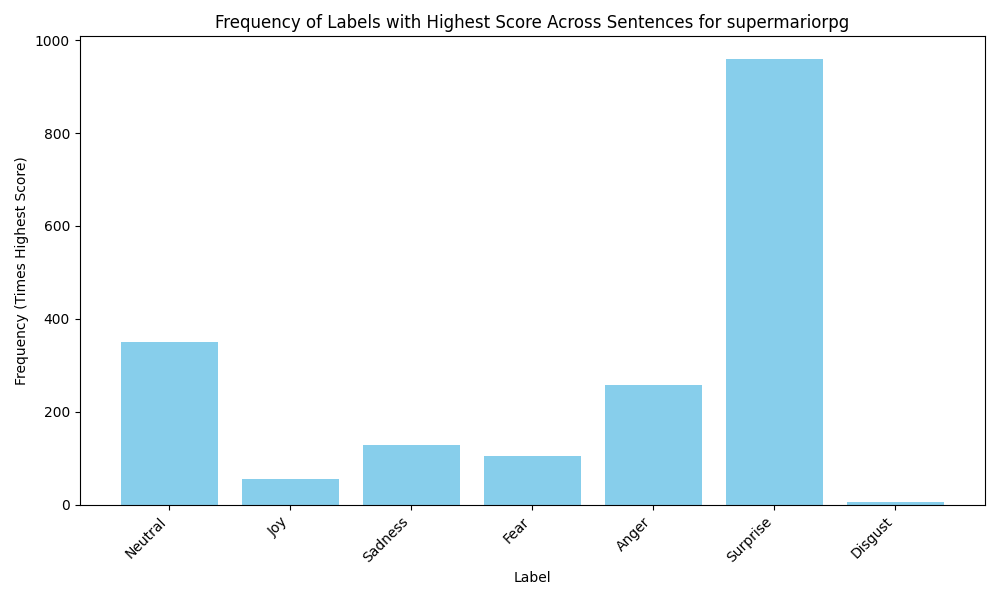 Frequency of Labels with Highest Score Across Sentences for supermariorpg
Frequency (Times Highest Score)
1000
800
600
400
200
0
Neutral
Joy
Sadness
Fear
Anger
Surprise
Disgust
Label